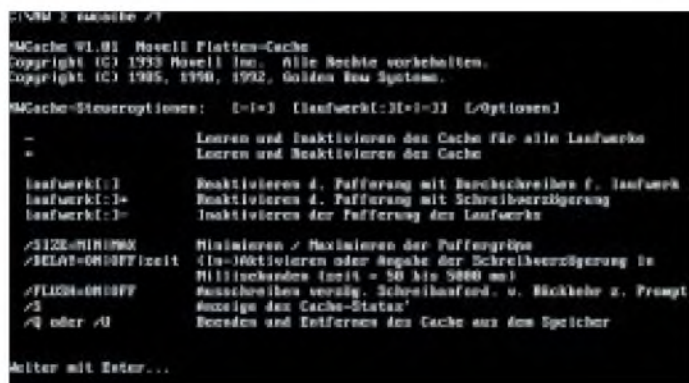 C:\NW > nwcache /?
NWCache V1.01 Novell Platten-Cache
Copyright (C) 1993 Novell Inc. Alle Rechte vorbehalten.
Copyright (C) 1985, 1990, 1992, Golden Bow Systems.
NWCache-Steueroptionen: [-|+] [laufwerk[:][+|-]] [/Optionen]
- Leeren und Inaktivieren des Cache für alle Laufwerke
+ Leeren und Reaktivieren des Cache
laufwerk[:] Reaktivieren d. Pufferung mit Durchschreiben f. laufwerk
laufwerk[:]+ Reaktivieren d. Pufferung mit Schreibverzögerung
laufwerk[:]- Inaktivieren der Pufferung des Laufwerks
/SIZE=MIN|MAX Minimieren / Maximieren der Puffergröße
/DELAY=ON|OFF|zeit (In-)Aktivieren oder Angabe der Schreibverzögerung in
Millisekunden (zeit = 50 bis 5000 ms)
/FLUSH=ON|OFF Ausschreiben verzög. Schreibanford. v. Rückkehr z. Prompt
/S Anzeige des Cache-Status'
/Q oder /U Beenden und Entfernen des Cache aus dem Speicher
Weiter mit Enter...